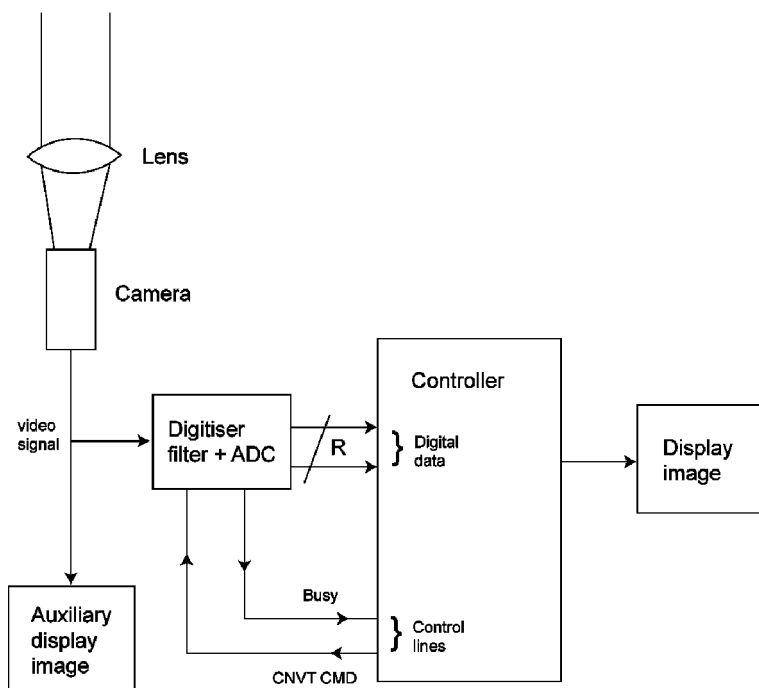 Lens
Camera
video
signal
Digitiser
filter + ADC
R
Controller
Digital
data
Display
image
Busy
Control
lines
CNVT CMD
Auxiliary
display
image